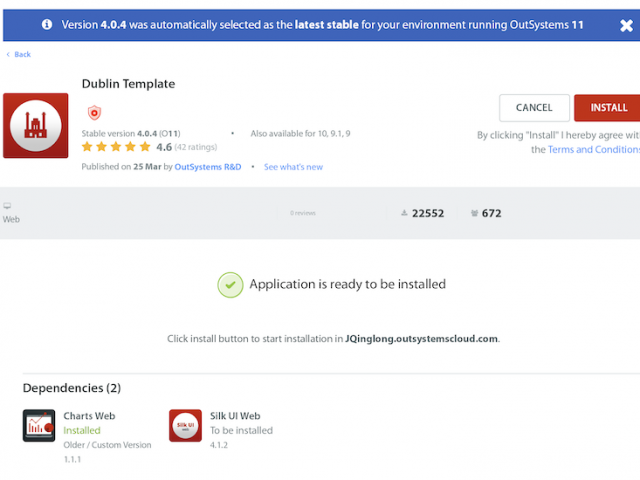 Version 4.0.4 was automatically selected as the latest stable for your environment running OutSystems 11
< Back
Dublin Template
CANCEL
INSTALL
Stable version 4.0.4 (O11) • Also available for 10, 9.1, 9
By clicking "Install" I hereby agree with
the Terms and Conditions
4.6 (42 ratings)
Published on 25 Mar by OutSystems R&D • See what's new
Web
0 reviews
22552
672
Application is ready to be installed
Click install button to start installation in JQinglong.outsystemscloud.com.
Dependencies (2)
Charts Web
Installed
Older / Custom Version
1.1.1
Silk UI
Silk UI Web
To be installed
4.1.2